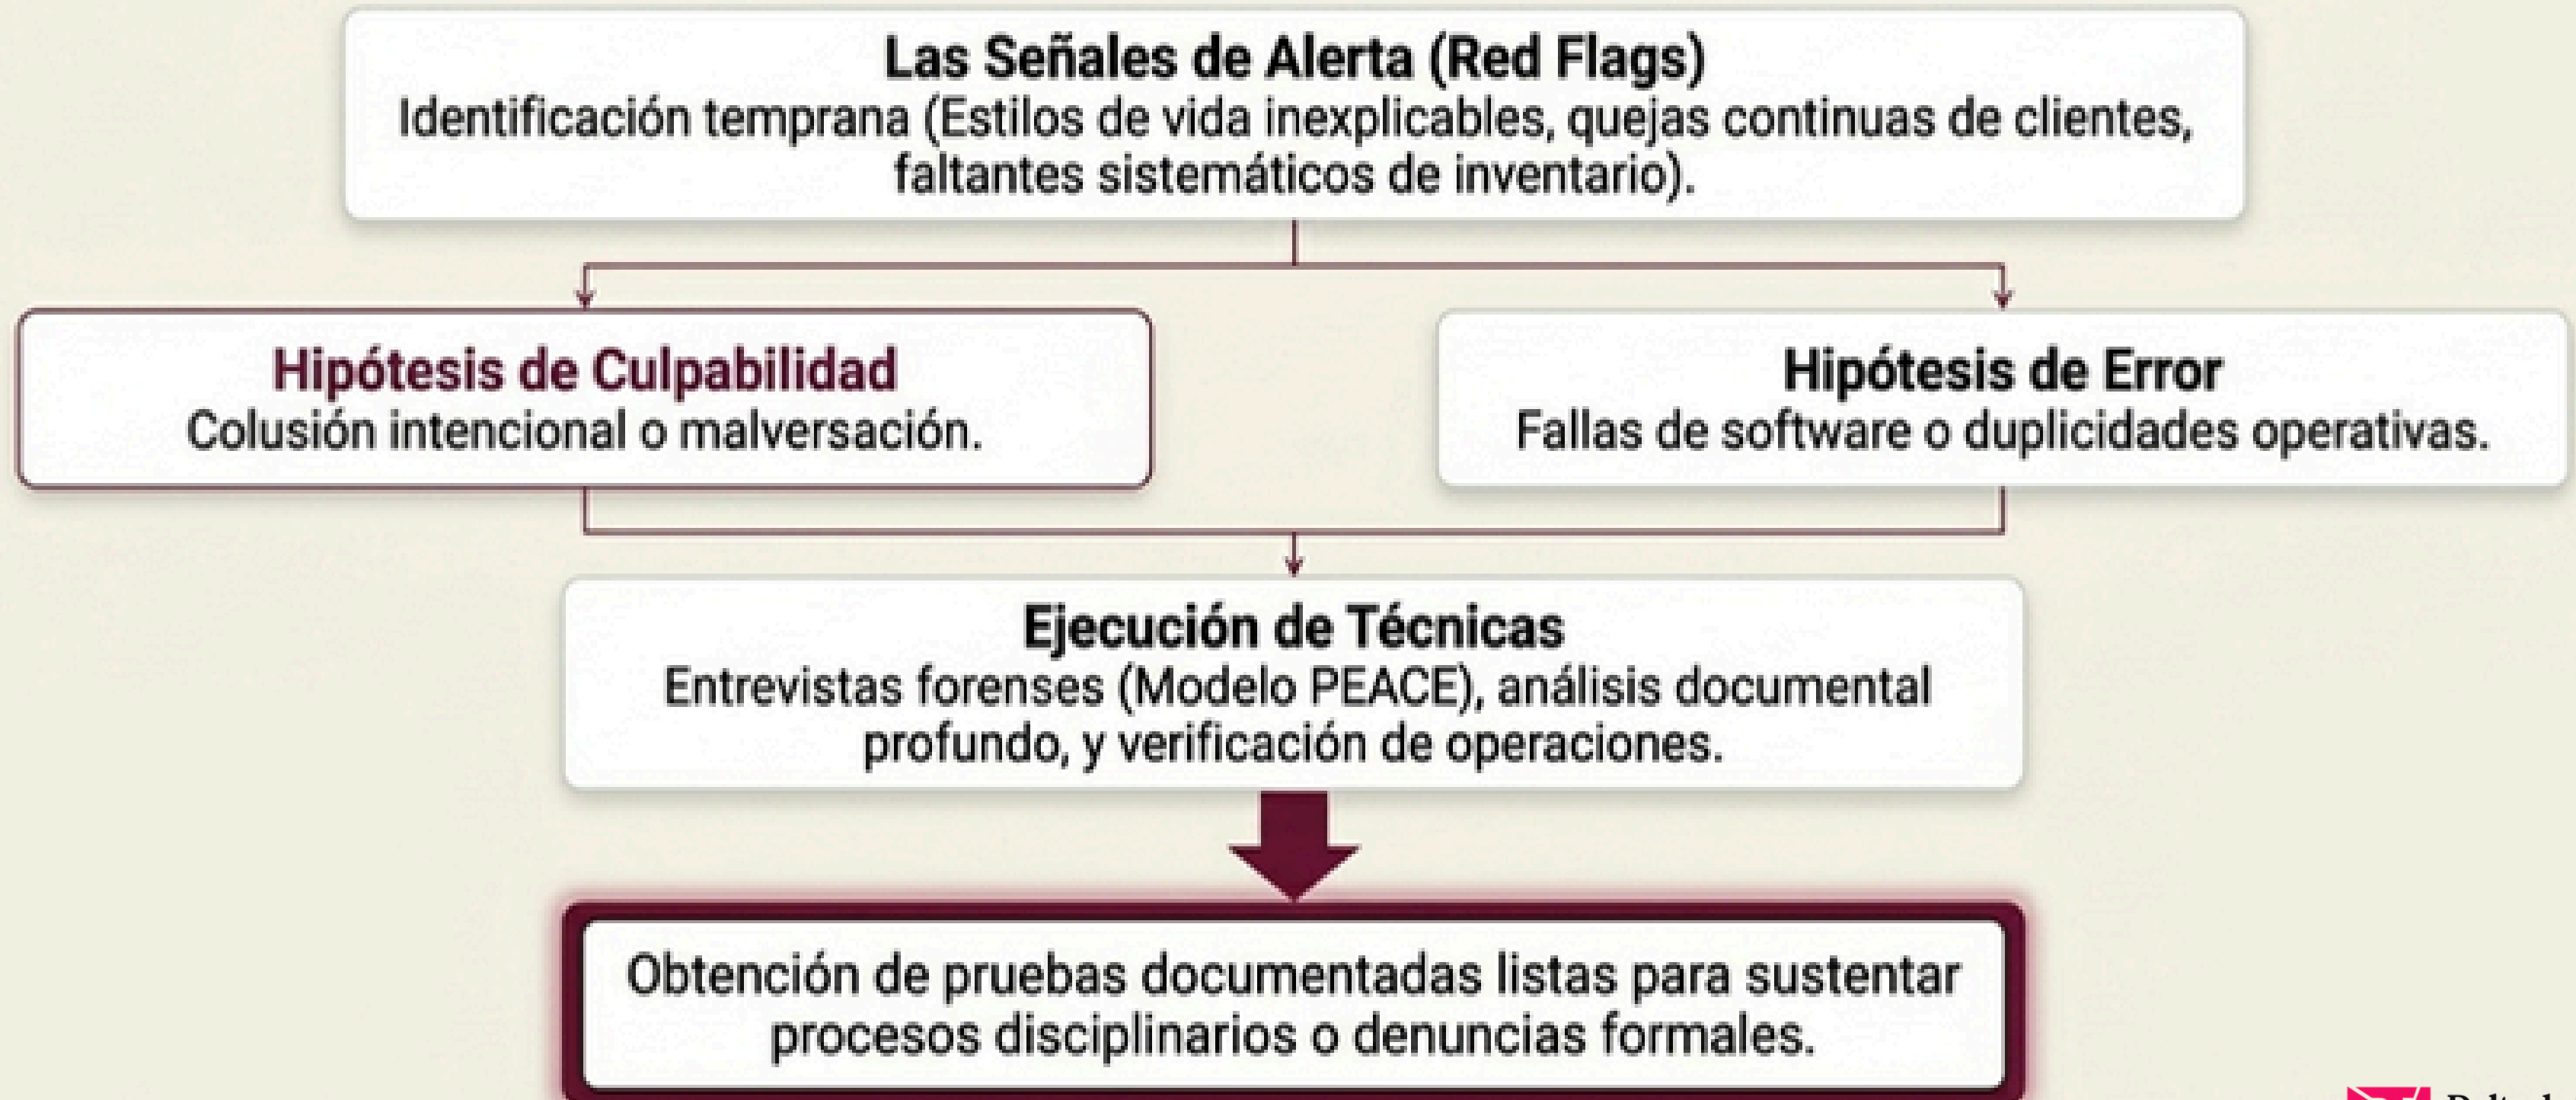 Las Señales de Alerta (Red Flags)
Identificación temprana (Estilos de vida inexplicables, quejas continuas de clientes,
faltantes sistemáticos de inventario).
Hipótesis de Culpabilidad
Colusión intencional o malversación.
Hipótesis de Error
Fallas de software o duplicidades operativas.
Ejecución de Técnicas
Entrevistas forenses (Modelo PEACE), análisis documental
profundo, y verificación de operaciones.
Obtención de pruebas documentadas listas para sustentar
procesos disciplinarios o denuncias formales.